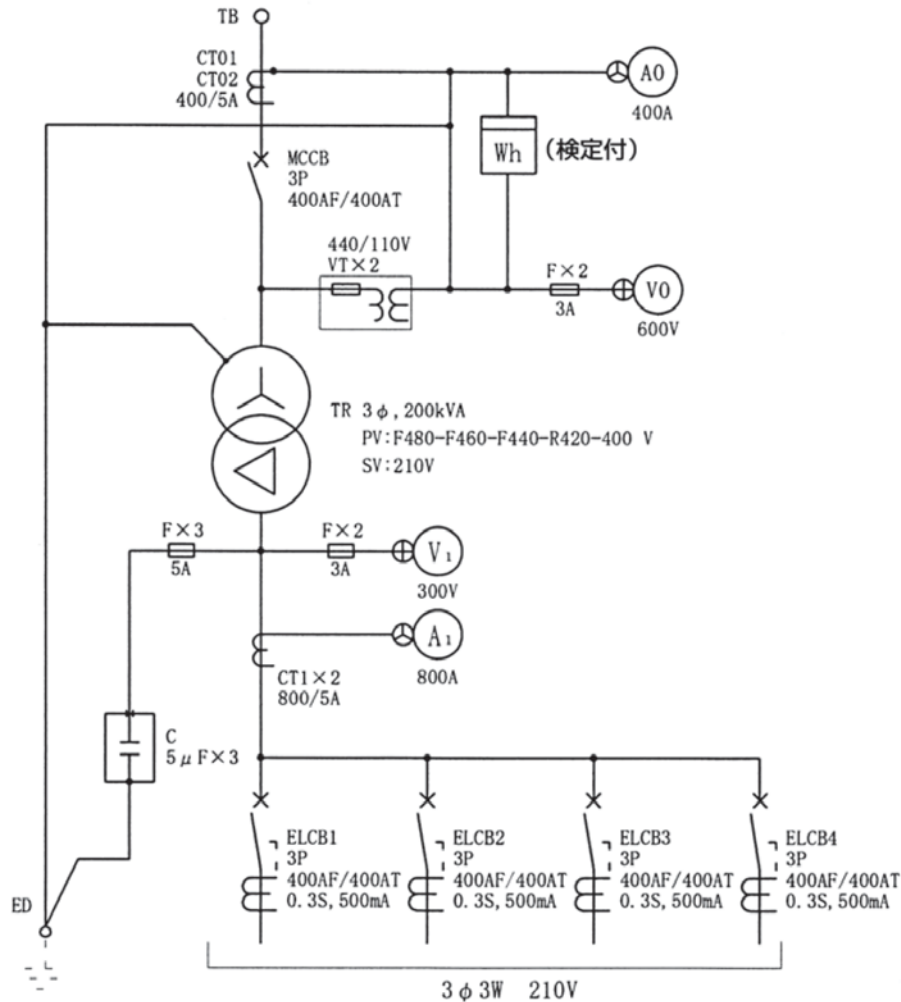 TB
CT01
CT02
400/5A
A0
400A
Wh
(検定付)
MCCB
3P
400AF/400AT
440/110V
VT×2
F×2
3A
V0
600V
TR 3φ,200kVA
PV:F480-F460-F440-R420-400 V
SV:210V
F×3
5A
F×2
3A
V₁
300V
A₁
800A
CT1×2
800/5A
C
5μF×3
ELCB1
3P
400AF/400AT
0.3S,500mA
ELCB2
3P
400AF/400AT
0.3S,500mA
ELCB3
3P
400AF/400AT
0.3S,500mA
ELCB4
3P
400AF/400AT
0.3S,500mA
ED
3φ3W 210V